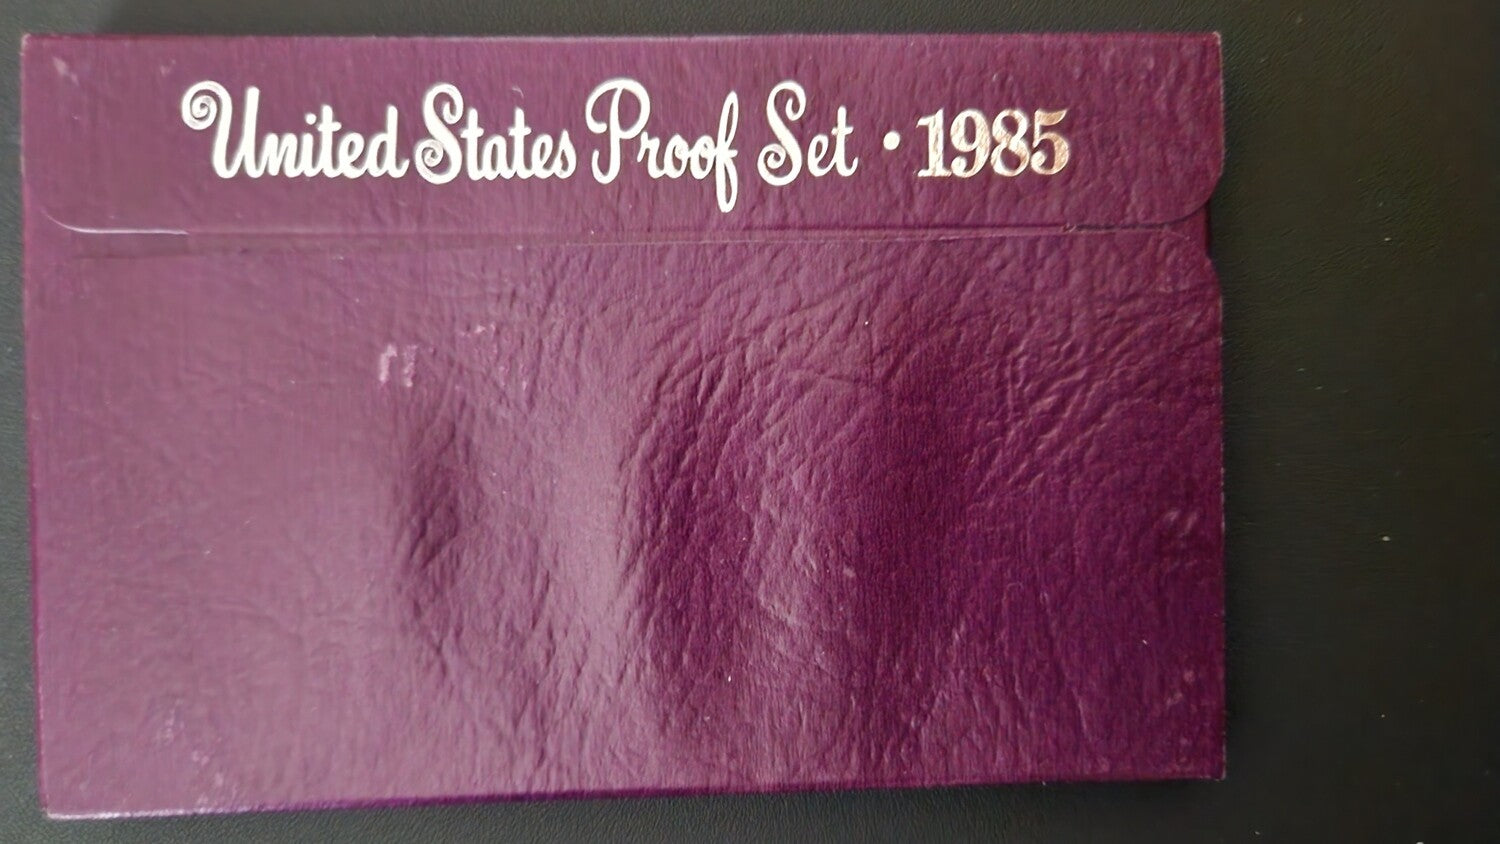 United States Proof Set • 1985